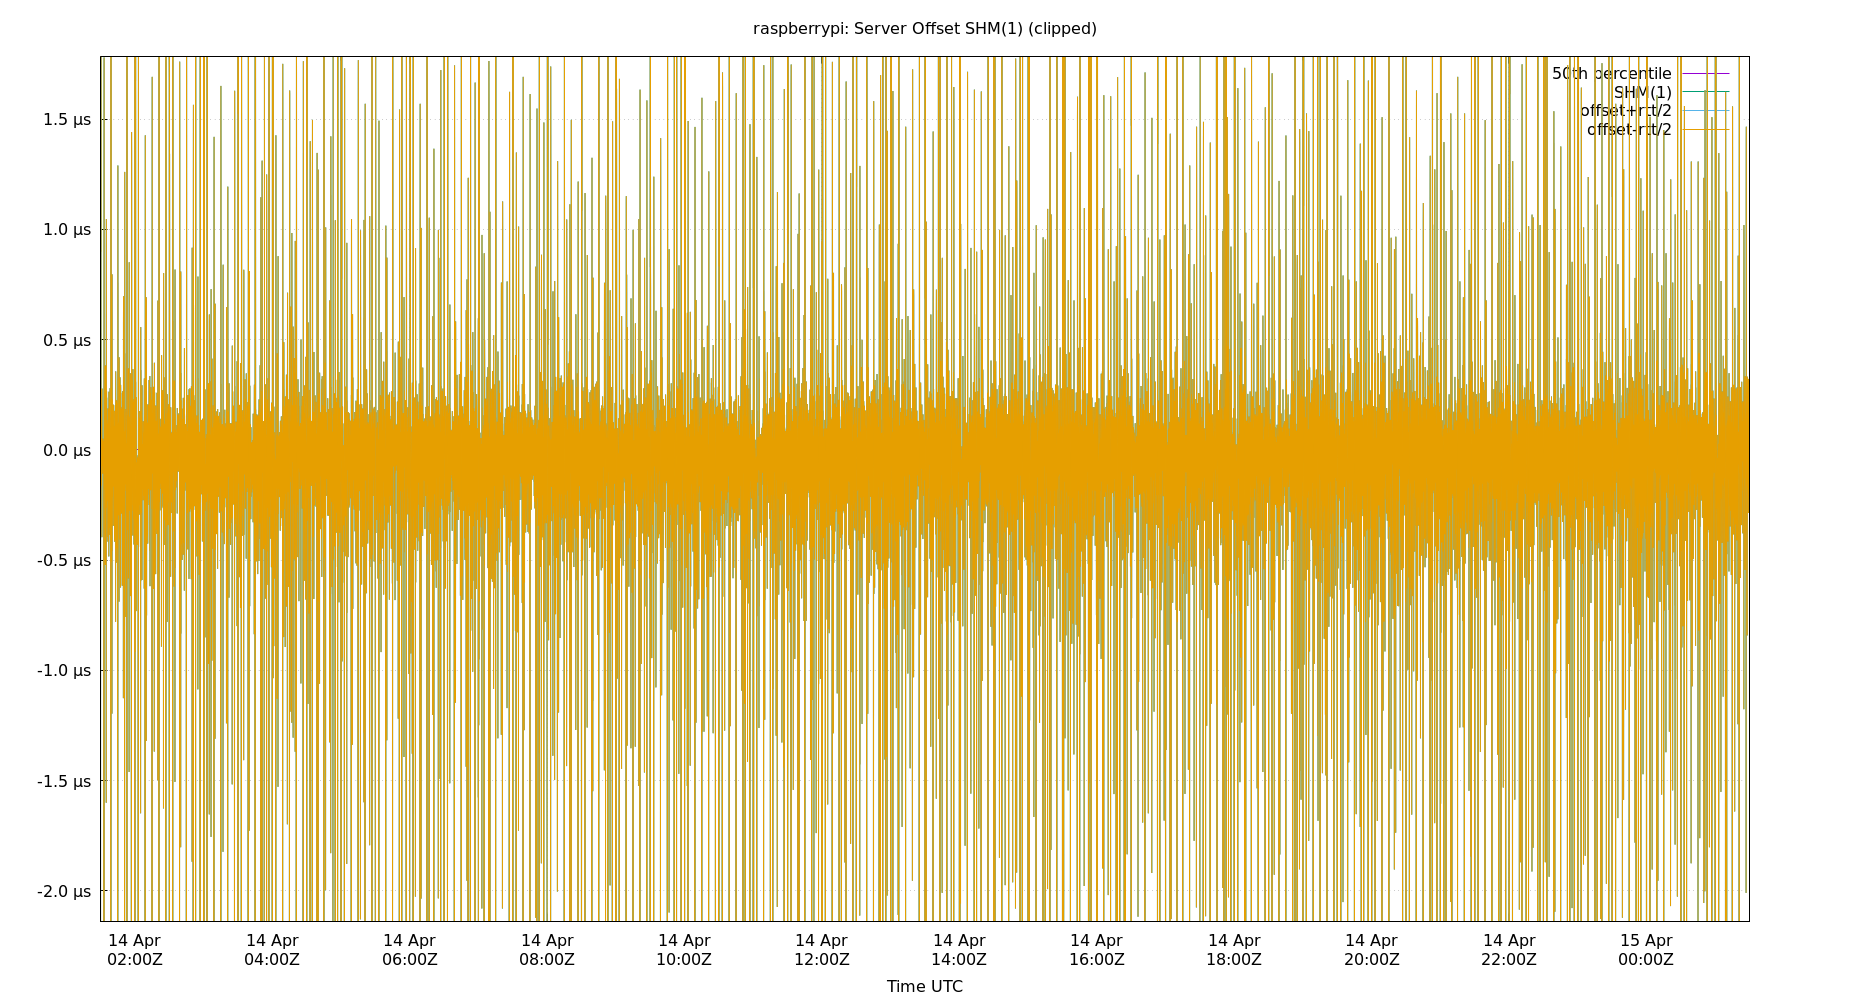 raspberrypi: Server Offset SHM(1) (clipped)
50th percentile
SHM(1)
offset+rtt/2
offset-rtt/2
1.5 µs
1.0 µs
0.5 µs
0.0 µs
-0.5 µs
-1.0 µs
-1.5 µs
-2.0 µs
14 Apr 14 Apr 14 Apr 14 Apr 14 Apr 14 Apr 14 Apr 14 Apr 14 Apr 14 Apr 14 Apr 15 Apr
02:00Z 04:00Z 06:00Z 08:00Z 10:00Z 12:00Z 14:00Z 16:00Z 18:00Z 20:00Z 22:00Z 00:00Z
Time UTC